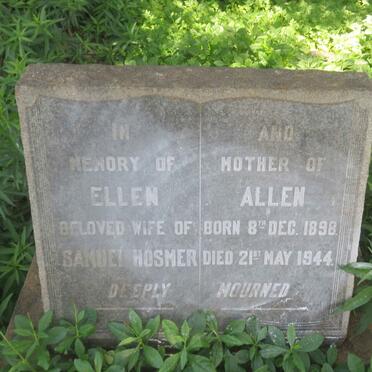 IN
MEMORY OF
ELLEN
BELOVED WIFE OF
SAMUEL HOSMER
DEEPLY
AND
MOTHER OF
ALLEN
BORN 8TH DEC. 1898
DIED 21ST MAY 1944.
MOURNED